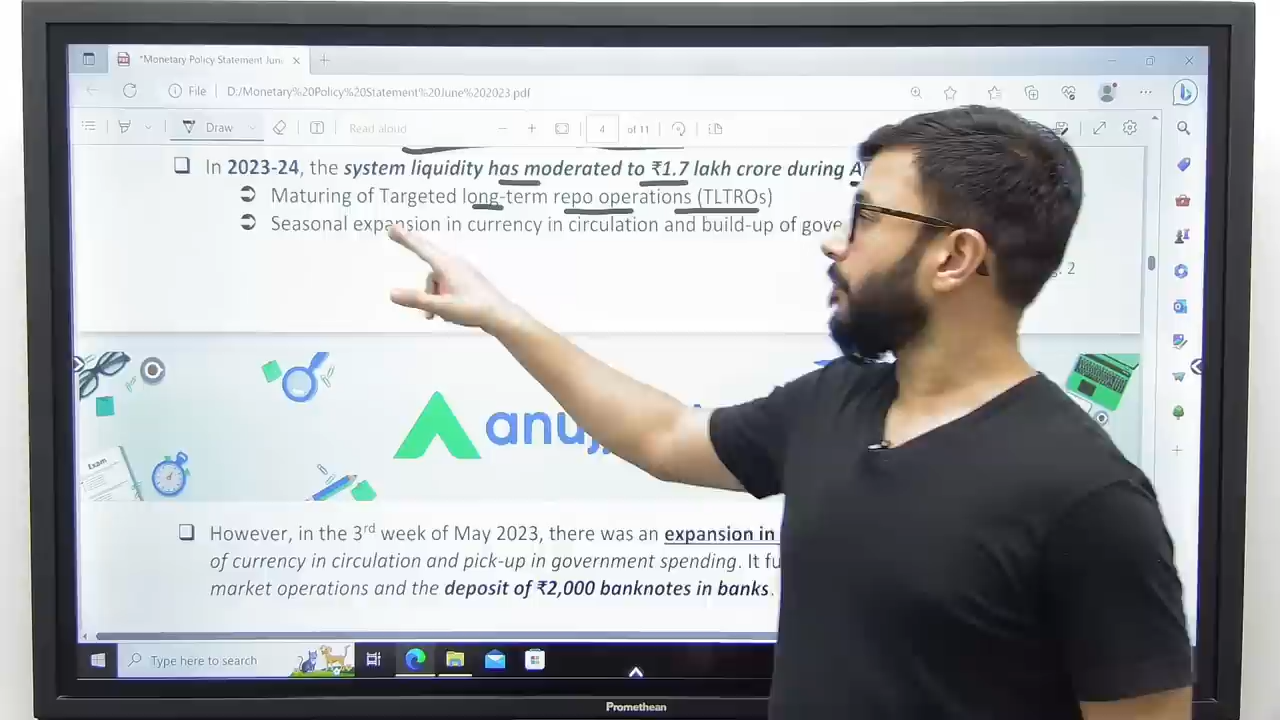 *Monetary Policy Statement Jun
File D:/Monetary%20Policy%20Statement%20June%202023.pdf
Draw Read aloud 4 of 11
❑ In 2023-24, the system liquidity has moderated to ₹1.7 lakh crore during A
➲ Maturing of Targeted long-term repo operations (TLTROs)
➲ Seasonal expansion in currency in circulation and build-up of gove
2
Exam
❑ However, in the 3rd week of May 2023, there was an expansion in
of currency in circulation and pick-up in government spending. It fu
market operations and the deposit of ₹2,000 banknotes in banks.
Type here to search
Promethean